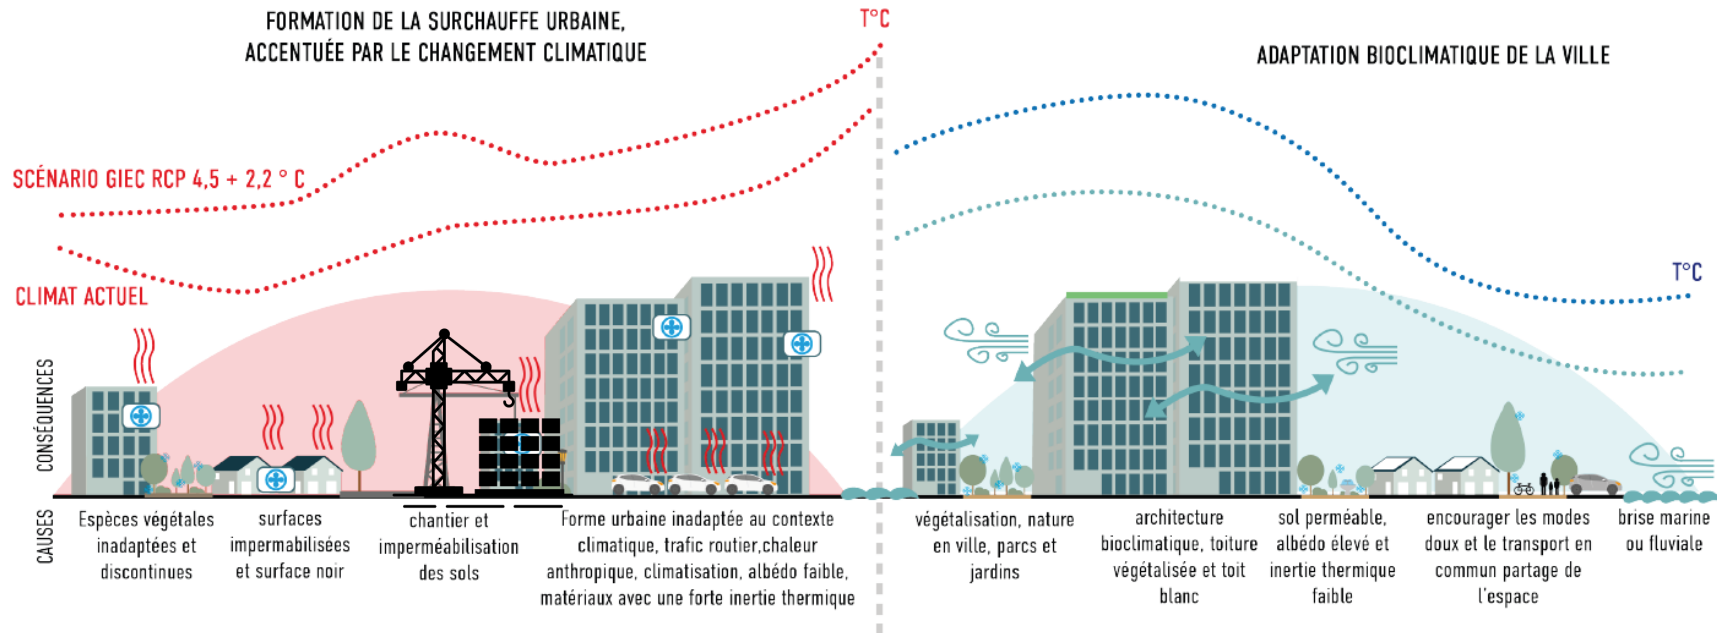 FORMATION DE LA SURCHAUFFE URBAINE,
ACCENTUÉE PAR LE CHANGEMENT CLIMATIQUE
T°C
ADAPTATION BIOCLIMATIQUE DE LA VILLE
SCÉNARIO GIEC RCP 4,5 + 2,2 ° C
CLIMAT ACTUEL
T°C
CONSÉQUENCES
CAUSES
Espèces végétales
inadaptées et
discontinues
surfaces
impermabilisées
et surface noir
chantier et
imperméabilisation
des sols
Forme urbaine inadaptée au contexte
climatique, trafic routier,chaleur
anthropique, climatisation, albédo faible,
matériaux avec une forte inertie thermique
végétalisation, nature
en ville, parcs et
jardins
architecture
bioclimatique, toiture
végétalisée et toit
blanc
sol perméable,
albédo élevé et
inertie thermique
faible
encourager les modes
doux et le transport en
commun partage de
l'espace
brise marine
ou fluviale